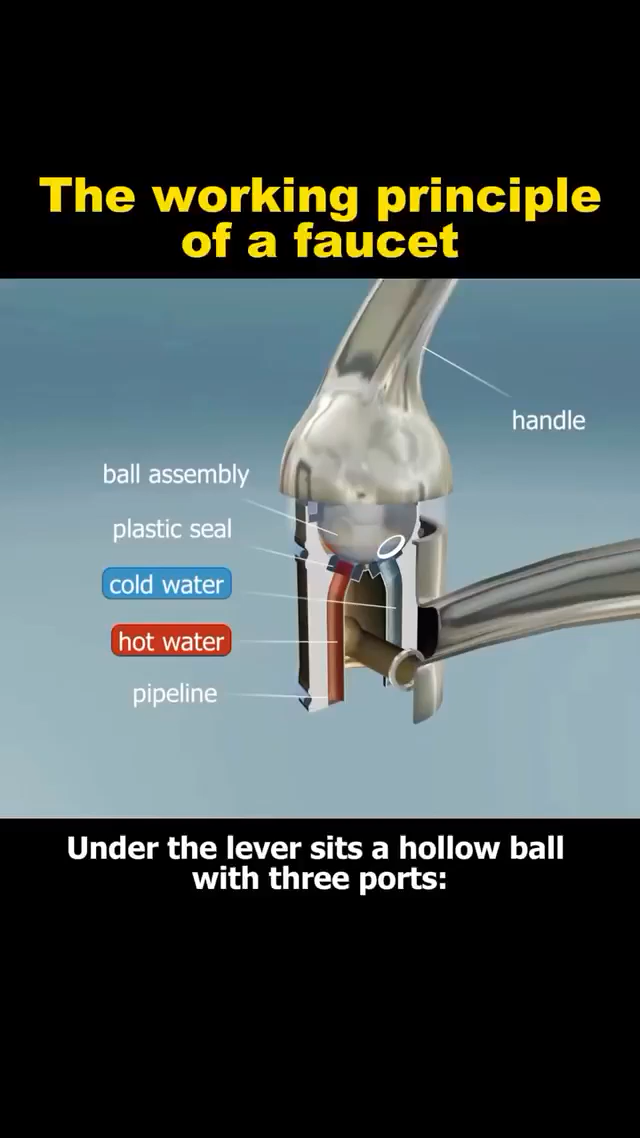 The working principle
of a faucet
handle
ball assembly
plastic seal
cold water
hot water
pipeline
Under the lever sits a hollow ball
with three ports: